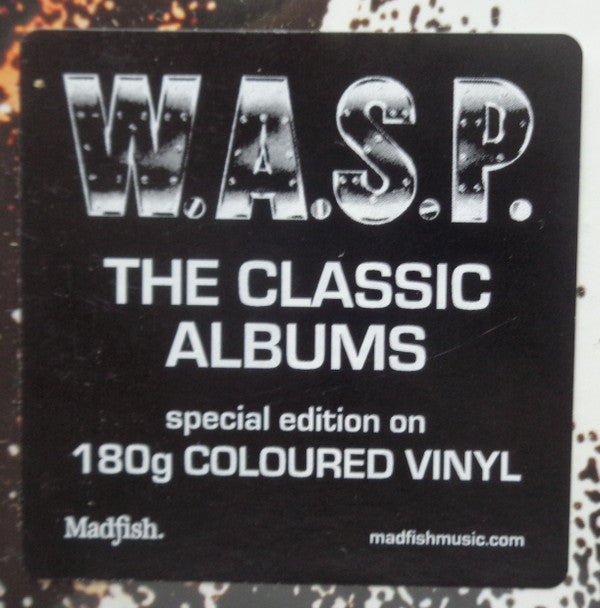 W.A.S.P.
THE CLASSIC
ALBUMS
special edition on
180g COLOURED VINYL
Madfish.
madfishmusic.com